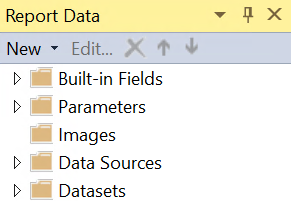 Report Data
New Edit...
Built-in Fields
Parameters
Images
Data Sources
Datasets